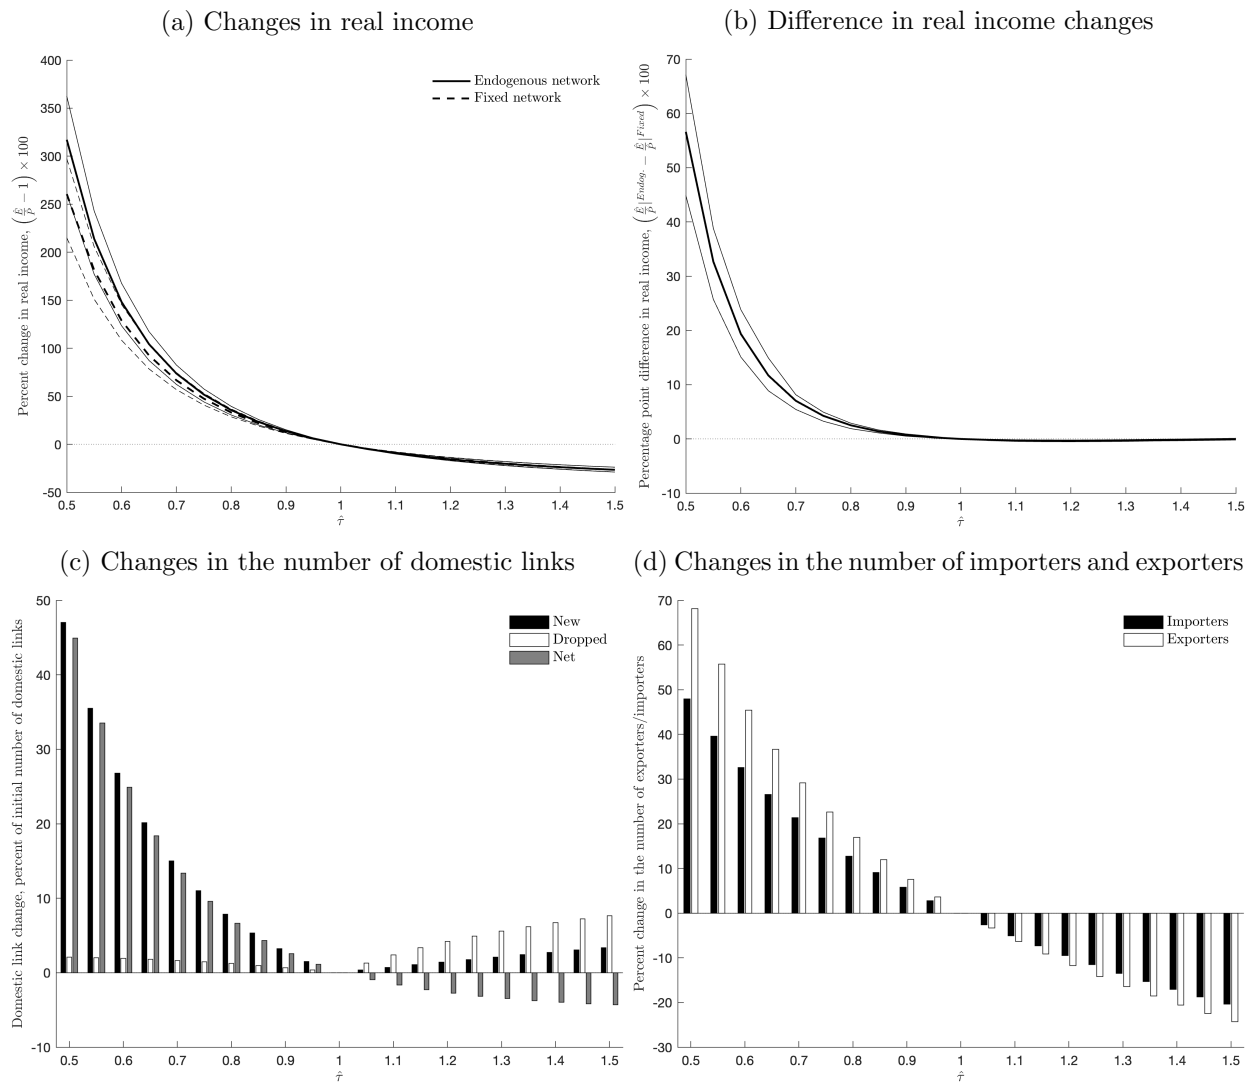 (a) Changes in real income
400
350
300
250
200
150
100
50
0
-50
0.5 0.6 0.7 0.8 0.9 1 1.1 1.2 1.3 1.4 1.5
τ̂
Percent change in real income, (Ê/P̂ − 1) × 100
Endogenous network
Fixed network
(b) Difference in real income changes
70
60
50
40
30
20
10
0
-10
0.5 0.6 0.7 0.8 0.9 1 1.1 1.2 1.3 1.4 1.5
τ̂
Percentage point difference in real income, (Ê/P̂|^Endog. − Ê/P̂|^Fixed) × 100
(c) Changes in the number of domestic links
50
40
30
20
10
0
-10
0.5 0.6 0.7 0.8 0.9 1 1.1 1.2 1.3 1.4 1.5
τ̂
Domestic link change, percent of initial number of domestic links
New
Dropped
Net
(d) Changes in the number of importers and exporters
70
60
50
40
30
20
10
0
-10
-20
-30
0.5 0.6 0.7 0.8 0.9 1 1.1 1.2 1.3 1.4 1.5
τ̂
Percent change in the number of exporters/importers
Importers
Exporters